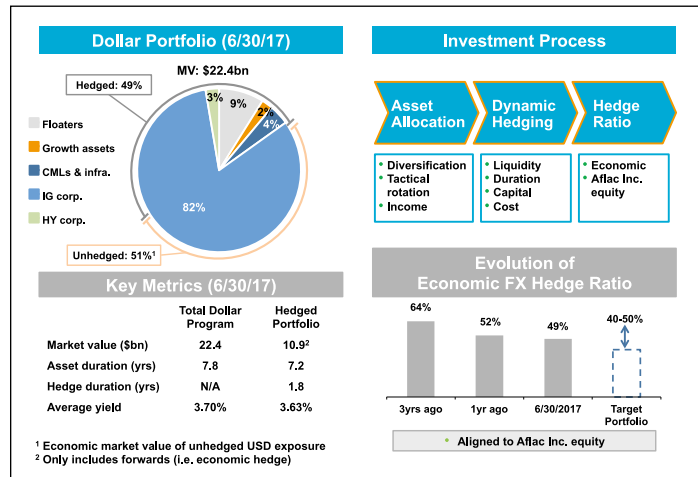 Dollar Portfolio (6/30/17)
MV: $22.4bn
Hedged: 49%
3%
9%
2%
4%
82%
Floaters
Growth assets
CMLs & infra.
IG corp.
HY corp.
Unhedged: 51%¹
Key Metrics (6/30/17)
Total Dollar Program Hedged Portfolio
Market value ($bn) 22.4 10.9²
Asset duration (yrs) 7.8 7.2
Hedge duration (yrs) N/A 1.8
Average yield 3.70% 3.63%
¹ Economic market value of unhedged USD exposure
² Only includes forwards (i.e. economic hedge)
Investment Process
Asset Allocation
Dynamic Hedging
Hedge Ratio
• Diversification
• Tactical
rotation
• Income
• Liquidity
• Duration
• Capital
• Cost
• Economic
• Aflac Inc.
equity
Evolution of
Economic FX Hedge Ratio
64%
52%
49%
40-50%
3yrs ago 1yr ago 6/30/2017 Target Portfolio
• Aligned to Aflac Inc. equity